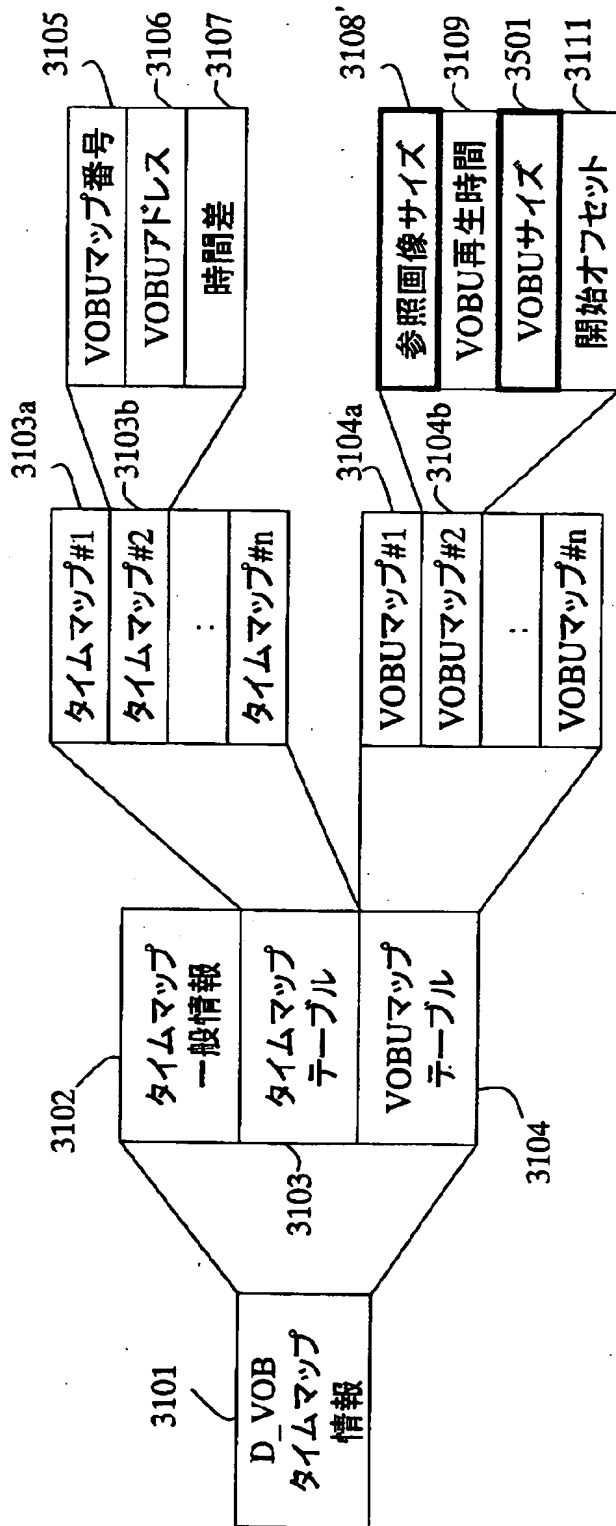 3101
D_VOB
タイムマップ
情報
3102
タイムマップ
一般情報
タイムマップ
テーブル
3103
VOBUマップ
テーブル
3104
3103a
タイムマップ#1
3103b
タイムマップ#2
:
タイムマップ#n
3104a
VOBUマップ#1
3104b
VOBUマップ#2
:
VOBUマップ#n
3105
VOBUマップ番号
3106
VOBUアドレス
3107
時間差
3108'
参照画像サイズ
3109
VOBU再生時間
3501
VOBUサイズ
3111
開始オフセット